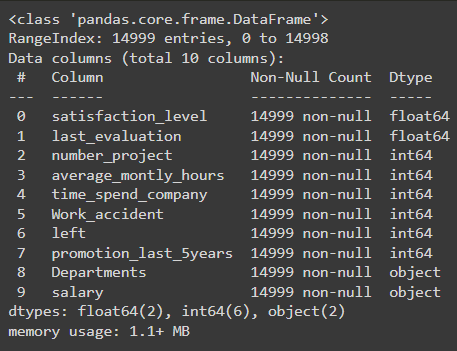 <class 'pandas.core.frame.DataFrame'>
RangeIndex: 14999 entries, 0 to 14998
Data columns (total 10 columns):
 #   Column                 Non-Null Count  Dtype
---  ------                 --------------  -----
 0   satisfaction_level     14999 non-null  float64
 1   last_evaluation        14999 non-null  float64
 2   number_project         14999 non-null  int64
 3   average_montly_hours   14999 non-null  int64
 4   time_spend_company     14999 non-null  int64
 5   Work_accident          14999 non-null  int64
 6   left                   14999 non-null  int64
 7   promotion_last_5years  14999 non-null  int64
 8   Departments            14999 non-null  object
 9   salary                 14999 non-null  object
dtypes: float64(2), int64(6), object(2)
memory usage: 1.1+ MB